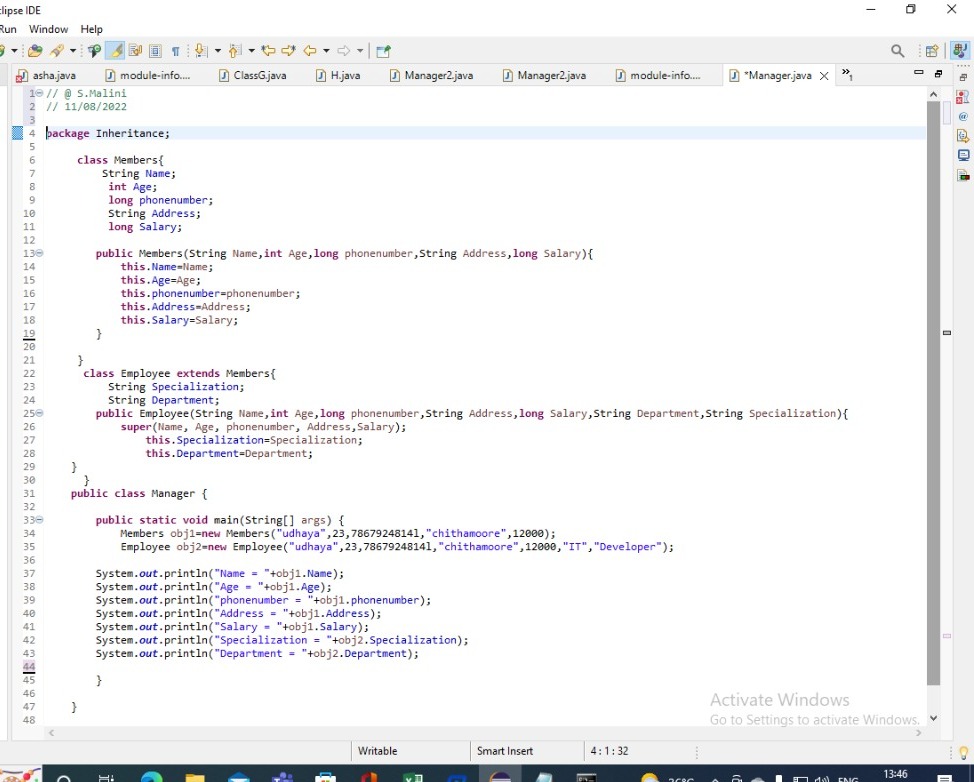 clipse IDE
Run Window Help
asha.java module-info.... ClassG.java H.java Manager2.java Manager2.java module-info.... *Manager.java »1
1 // @ S.Malini
2 // 11/08/2022
3
4 package Inheritance;
5
6 class Members{
7 String Name;
8 int Age;
9 long phonenumber;
10 String Address;
11 long Salary;
12
13 public Members(String Name,int Age,long phonenumber,String Address,long Salary){
14 this.Name=Name;
15 this.Age=Age;
16 this.phonenumber=phonenumber;
17 this.Address=Address;
18 this.Salary=Salary;
19 }
20
21 }
22 class Employee extends Members{
23 String Specialization;
24 String Department;
25 public Employee(String Name,int Age,long phonenumber,String Address,long Salary,String Department,String Specialization){
26 super(Name, Age, phonenumber, Address,Salary);
27 this.Specialization=Specialization;
28 this.Department=Department;
29 }
30 }
31 public class Manager {
32
33 public static void main(String[] args) {
34 Members obj1=new Members("udhaya",23,7867924814l,"chithamoore",12000);
35 Employee obj2=new Employee("udhaya",23,7867924814l,"chithamoore",12000,"IT","Developer");
36
37 System.out.println("Name = "+obj1.Name);
38 System.out.println("Age = "+obj1.Age);
39 System.out.println("phonenumber = "+obj1.phonenumber);
40 System.out.println("Address = "+obj1.Address);
41 System.out.println("Salary = "+obj1.Salary);
42 System.out.println("Specialization = "+obj2.Specialization);
43 System.out.println("Department = "+obj2.Department);
44
45 }
46
47 }
48
Activate Windows
Go to Settings to activate Windows.
Writable Smart Insert 4 : 1 : 32
26°C ENG 13:46